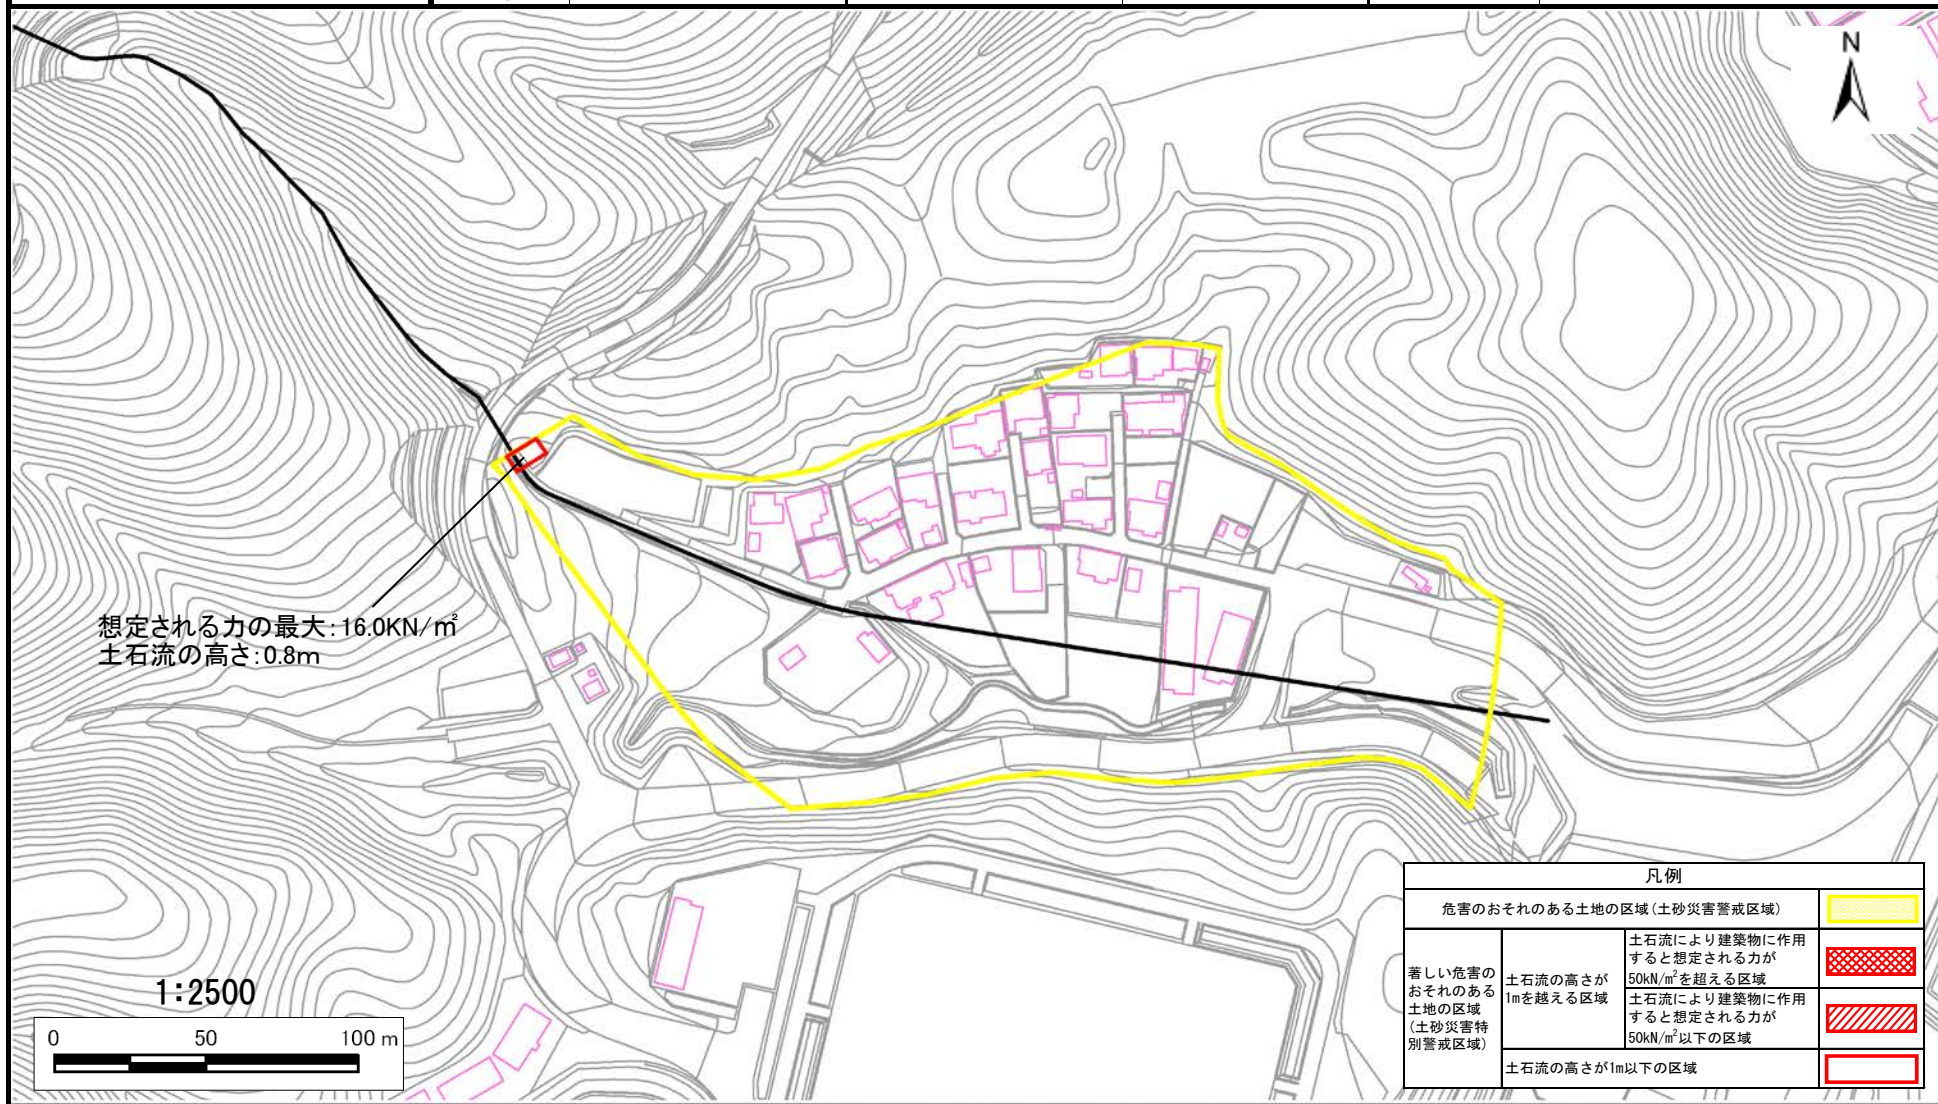 N
想定される力の最大:16.0KN/㎡
土石流の高さ:0.8m
1:2500
0 50 100 m
凡例
危害のおそれのある土地の区域(土砂災害警戒区域)
著しい危害の
おそれのある
土地の区域
(土砂災害特
別警戒区域)
土石流の高さが
1mを越える区域
土石流により建築物に作用
すると想定される力が
50kN/m²を超える区域
土石流により建築物に作用
すると想定される力が
50kN/m²以下の区域
土石流の高さが1m以下の区域